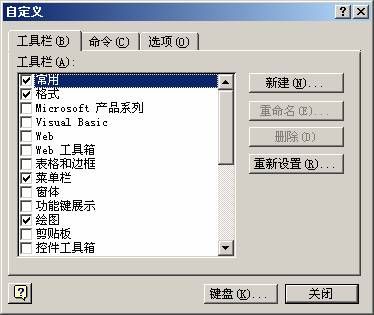 自定义
工具栏(B) 命令(C) 选项(O)
工具栏(A):
常用
格式
Microsoft 产品系列
Visual Basic
Web
Web 工具箱
表格和边框
菜单栏
窗体
功能键展示
绘图
剪贴板
控件工具箱
新建(N)...
重命名(E)...
删除(D)
重新设置(R)...
键盘(K)...
关闭